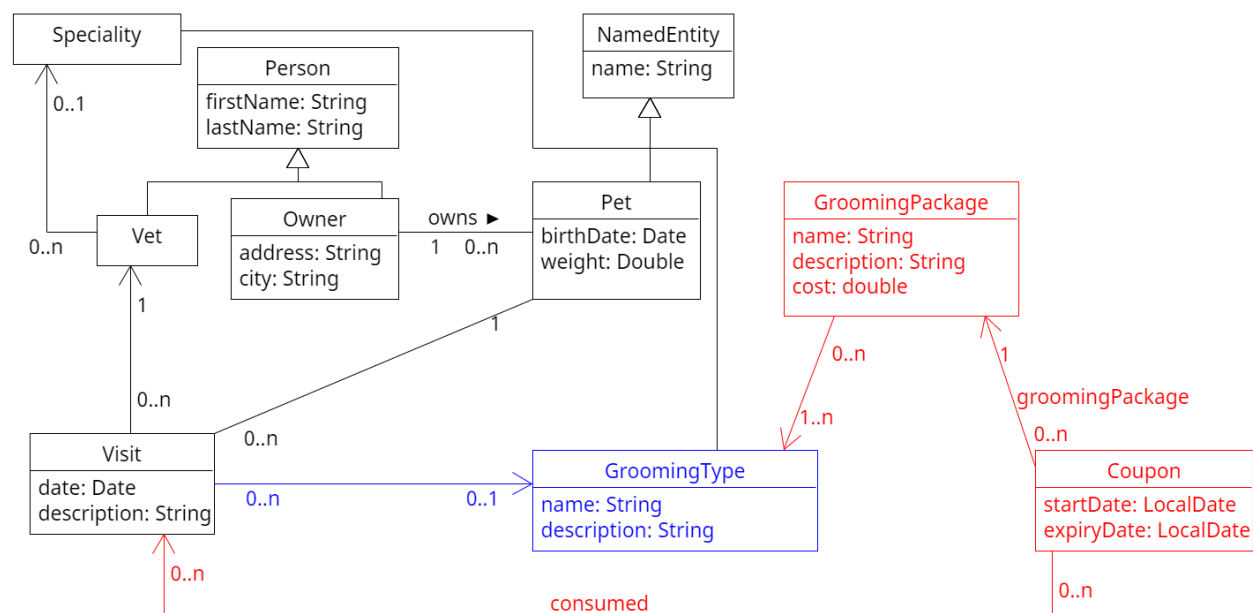 Speciality
NamedEntity
name: String
Person
firstName: String
lastName: String
0..1
Pet
birthDate: Date
weight: Double
GroomingPackage
name: String
description: String
cost: double
Owner
address: String
city: String
owns ►
1 0..n
Vet
0..n
1
1
0..n
1
groomingPackage
0..n
1..n
0..n
0..n
Visit
date: Date
description: String
0..n
0..1
GroomingType
name: String
description: String
Coupon
startDate: LocalDate
expiryDate: LocalDate
0..n
consumed
0..n